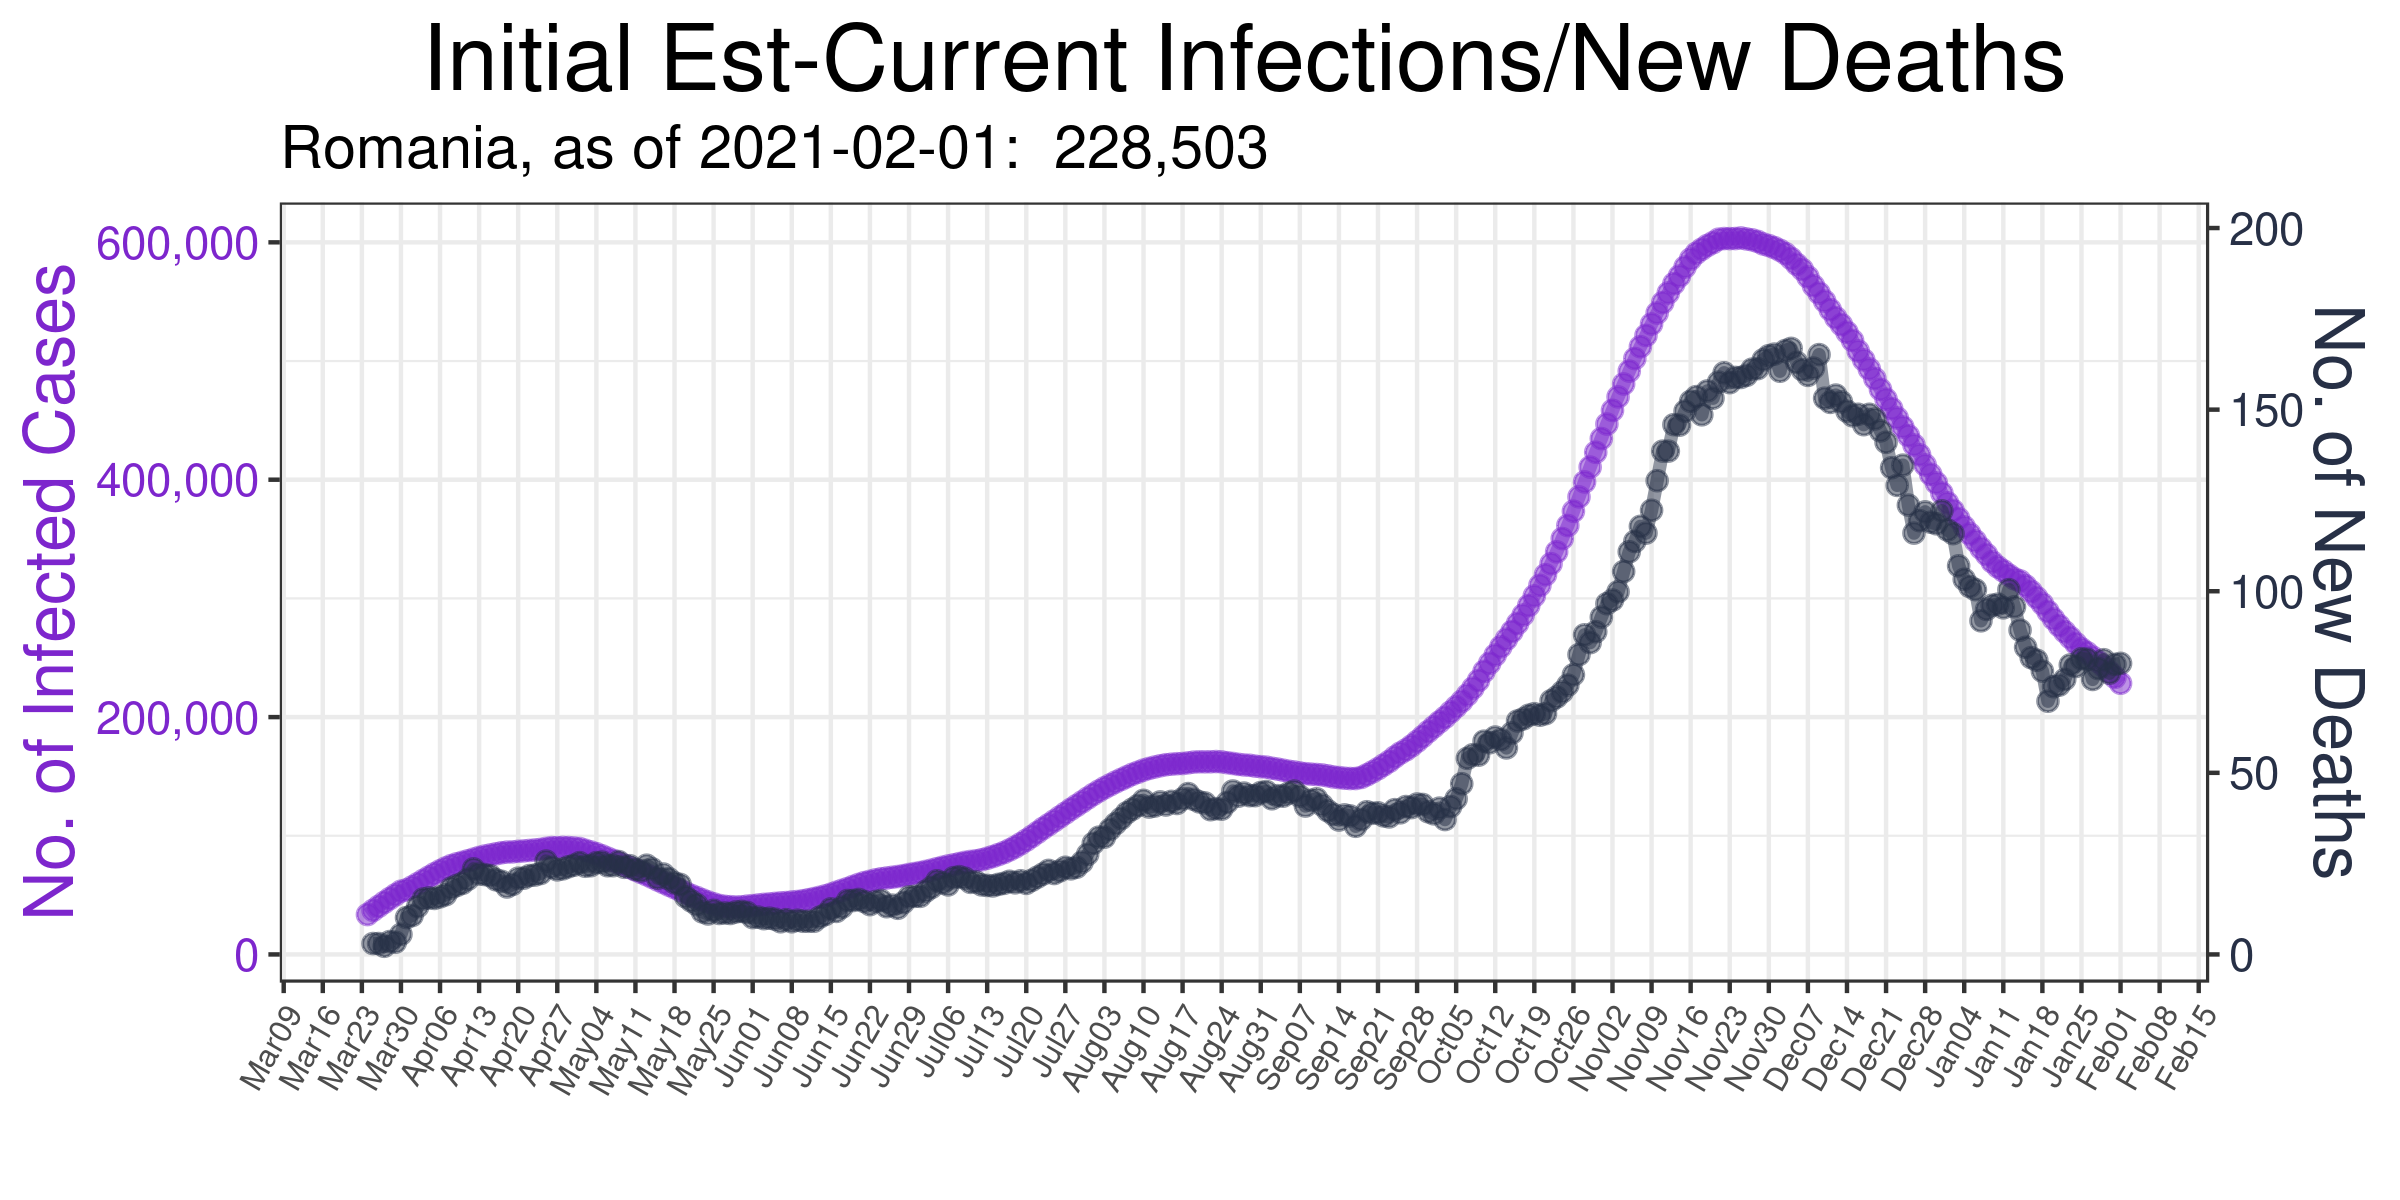 Initial Est-Current Infections/New Deaths
Romania, as of 2021-02-01:  228,503
No. of Infected Cases
600,000
400,000
200,000
0
200
150
100
50
0
No. of New Deaths
Mar09
Mar16
Mar23
Mar30
Apr06
Apr13
Apr20
Apr27
May04
May11
May18
May25
Jun01
Jun08
Jun15
Jun22
Jun29
Jul06
Jul13
Jul20
Jul27
Aug03
Aug10
Aug17
Aug24
Aug31
Sep07
Sep14
Sep21
Sep28
Oct05
Oct12
Oct19
Oct26
Nov02
Nov09
Nov16
Nov23
Nov30
Dec07
Dec14
Dec21
Dec28
Dec04
Jan11
Jan18
Jan25
Feb01
Feb08
Feb15